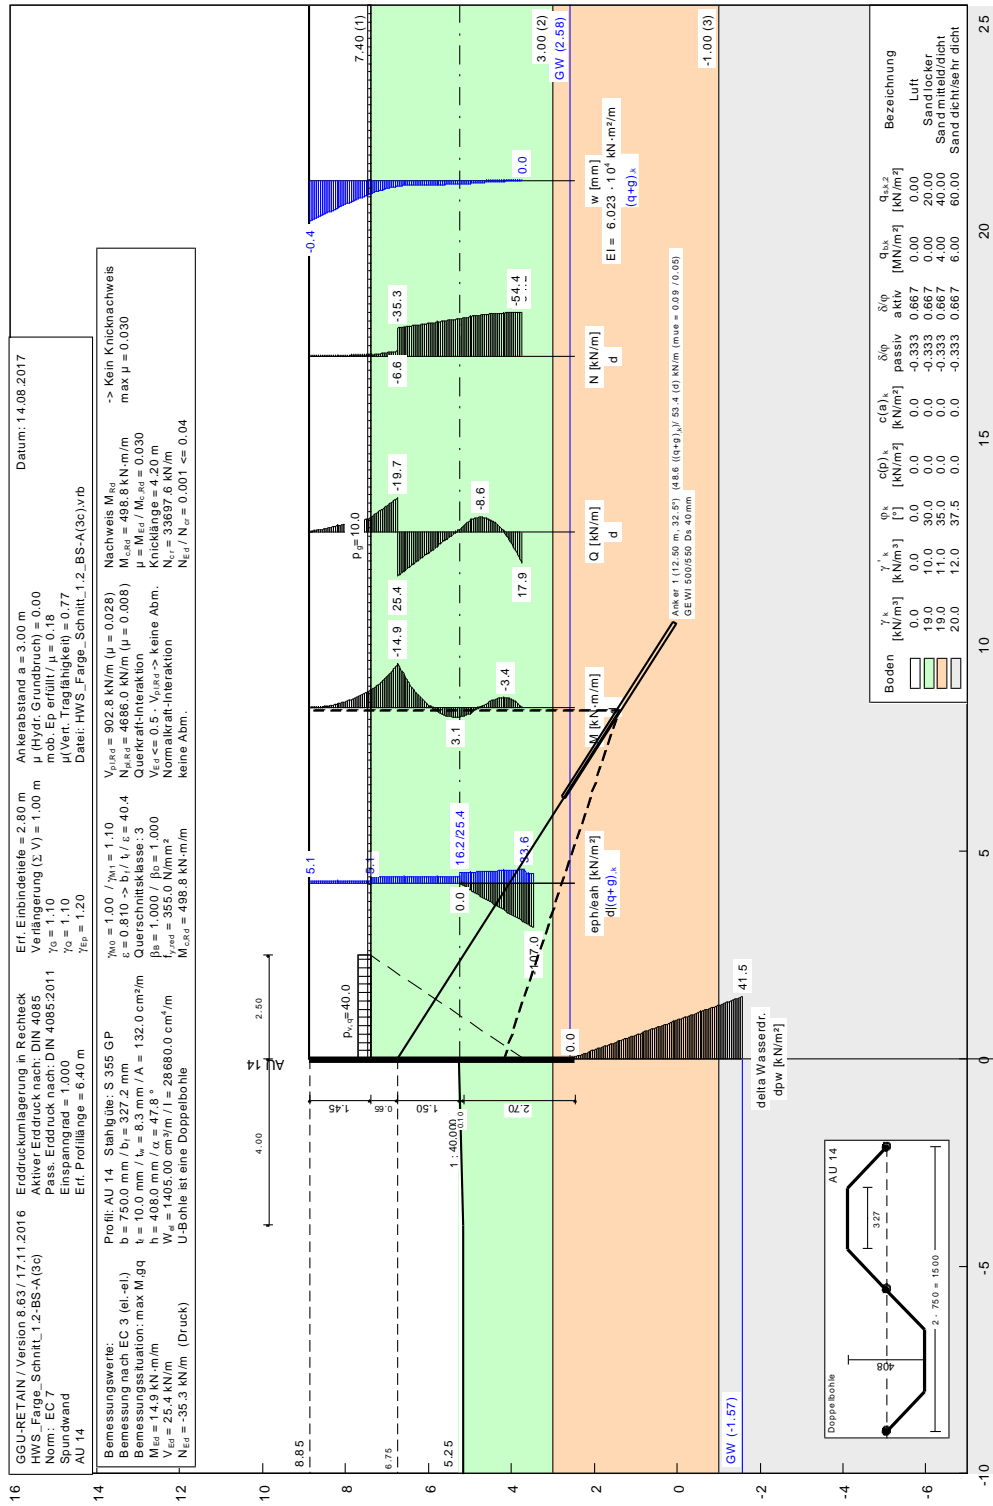 GGU-RETAIN / Version 8.63 / 17.11.2016
HWS_Farge_Schnitt_1.2-BS-A(3c)
Norm: EC 7
Spundwand
AU 14
Erddruckumlagerung in Rechteck
Aktiver Erddruck nach: DIN 4085
Pass. Erddruck nach: DIN 4085:2011
Einspanngrad = 1.000
Erf. Profillänge = 6.40 m
Erf. Einbindetiefe = 2.80 m
Verlängerung (Σ V) = 1.00 m
γG = 1.10
γQ = 1.10
γEp = 1.20
Ankerabstand a = 3.00 m
μ (Hydr. Grundbruch) = 0.00
mob. Ep erfüllt / μ = 0.18
μ(Vert. Tragfähigkeit) = 0.77
Datei: HWS_Farge_Schnitt_1.2_BS-A(3c).vrb
Datum: 14.08.2017
Bemessungswerte:
Bemessung nach EC 3 (el.-el.)
Bemessungssituation: max M,gq
MEd = 14.9 kN·m/m
VEd = 25.4 kN/m
NEd = -35.3 kN/m (Druck)
Profil: AU 14 Stahlgüte: S 355 GP
b = 750.0 mm / bf = 327.2 mm
tf = 10.0 mm / tw = 8.3 mm / A = 132.0 cm²/m
h = 408.0 mm / α = 47.8 °
Wel = 1405.00 cm³/m / I = 28680.0 cm⁴/m
U-Bohle ist eine Doppelbohle
γM0 = 1.00 / γM1 = 1.10
ε = 0.810 -> bf / tf / ε = 40.4
Querschnittsklasse: 3
βB = 1.000 / βD = 1.000
fy,red = 355.0 N/mm²
Mc,Rd = 498.8 kN·m/m
Vpl,Rd = 902.8 kN/m (μ = 0.028)
Npl,Rd = 4686.0 kN/m (μ = 0.008)
Querkraft-Interaktion
VEd <= 0.5 · Vpl,Rd -> keine Abm.
Normalkraft-Interaktion
keine Abm.
Nachweis MRd
Mc,Rd = 498.8 kN·m/m
μ = MEd / Mc,Rd = 0.030
Knicklänge = 4.20 m
Ncr = 33697.6 kN/m
NEd / Ncr = 0.001 <= 0.04
-> Kein Knicknachweis
max μ = 0.030
16
14
12
10
8
6
4
2
0
-2
-4
-6
-10
-5
0
5
10
15
20
25
8.85
6.75
5.25
4.00
2.50
AU 14
1.45
0.65
1.50
0.10
2.70
1 : 40.000
pv,q=40.0
pg=10.0
5.1
5.1
16.2/25.4
0.0
33.6
-107.0
eph/eah [kN/m²]
d|(q+g),k
0.0
41.5
delta Wasserdr.
dpw [kN/m²]
-14.9
3.1
-3.4
M [kN·m/m]
-19.7
25.4
-8.6
17.9
Q [kN/m]
d
-6.6
-35.3
-54.4
N [kN/m]
d
-0.4
0.0
w [mm]
EI = 6.023 · 10⁴ kN·m²/m
(q+g),k
7.40 (1)
3.00 (2)
GW (2.58)
-1.00 (3)
GW (-1.57)
Anker 1 (12.50 m, 32.5°) (48.6 ((q+g),k)/ 53.4 (d) kN/m (mue = 0.09 / 0.05)
GEWI 500/550 Ds 40mm
Doppelbohle
AU 14
408
327
2 · 750 = 1500
Boden γk [kN/m³] γ'k [kN/m³] φk [°] c(p)k [kN/m²] c(a)k [kN/m²] δ/φ passiv δ/φ aktiv qb,k [MN/m²] qs,k,2 [kN/m²] Bezeichnung
0.0 0.0 0.0 0.0 0.0 -0.333 0.667 0.00 0.00 Luft
19.0 10.0 30.0 0.0 0.0 -0.333 0.667 0.00 20.00 Sand locker
19.0 11.0 35.0 0.0 0.0 -0.333 0.667 4.00 40.00 Sand mitteld/dicht
20.0 12.0 37.5 0.0 0.0 -0.333 0.667 6.00 60.00 Sand dicht/sehr dicht